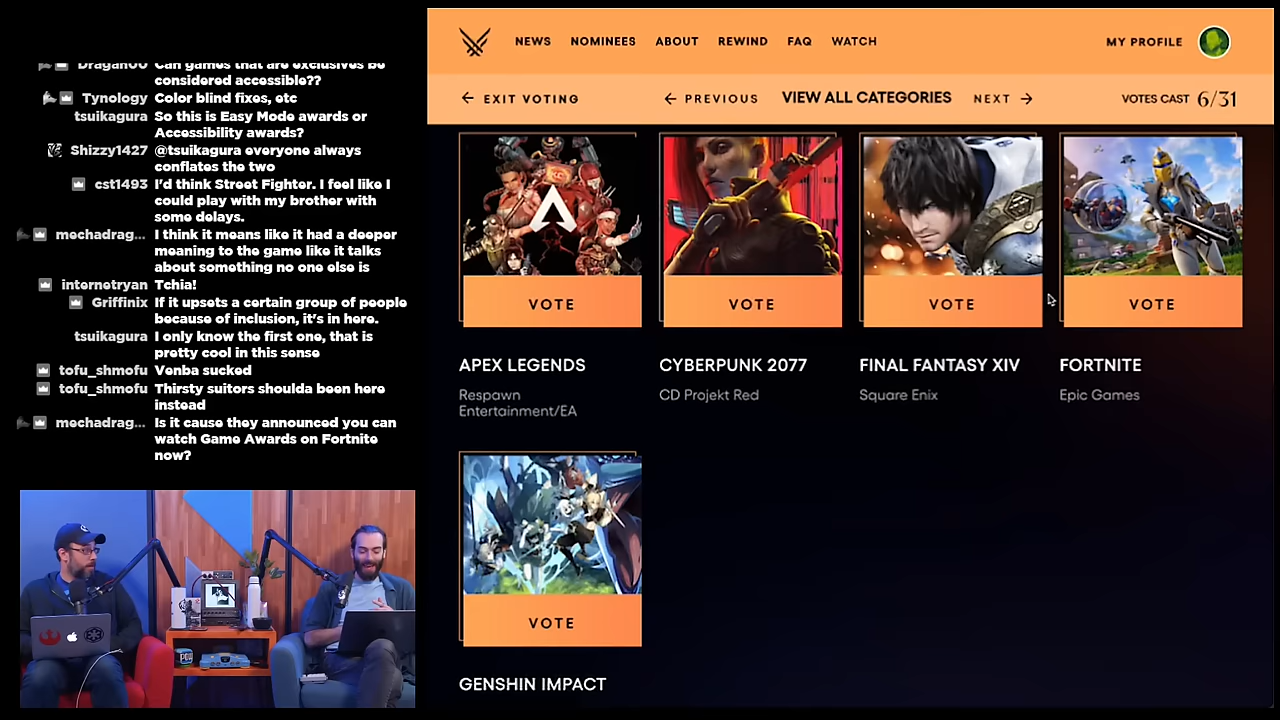 Dragan00 Can games that are exclusives be
considered accessible??
Tynology Color blind fixes, etc
tsuikagura So this is Easy Mode awards or
Accessibility awards?
Shizzy1427 @tsuikagura everyone always
conflates the two
cst1493 I'd think Street Fighter. I feel like I
could play with my brother with
some delays.
mechadrag... I think it means like it had a deeper
meaning to the game like it talks
about something no one else is
internetryan Tchia!
Griffinix If it upsets a certain group of people
because of inclusion, it's in here.
tsuikagura I only know the first one, that is
pretty cool in this sense
tofu_shmofu Venba sucked
tofu_shmofu Thirsty suitors shoulda been here
instead
mechadrag... Is it cause they announced you can
watch Game Awards on Fortnite
now?
NEWS NOMINEES ABOUT REWIND FAQ WATCH MY PROFILE
← EXIT VOTING ← PREVIOUS VIEW ALL CATEGORIES NEXT → VOTES CAST 6/31
VOTE VOTE VOTE VOTE
APEX LEGENDS CYBERPUNK 2077 FINAL FANTASY XIV FORTNITE
Respawn CD Projekt Red Square Enix Epic Games
Entertainment/EA
VOTE
GENSHIN IMPACT